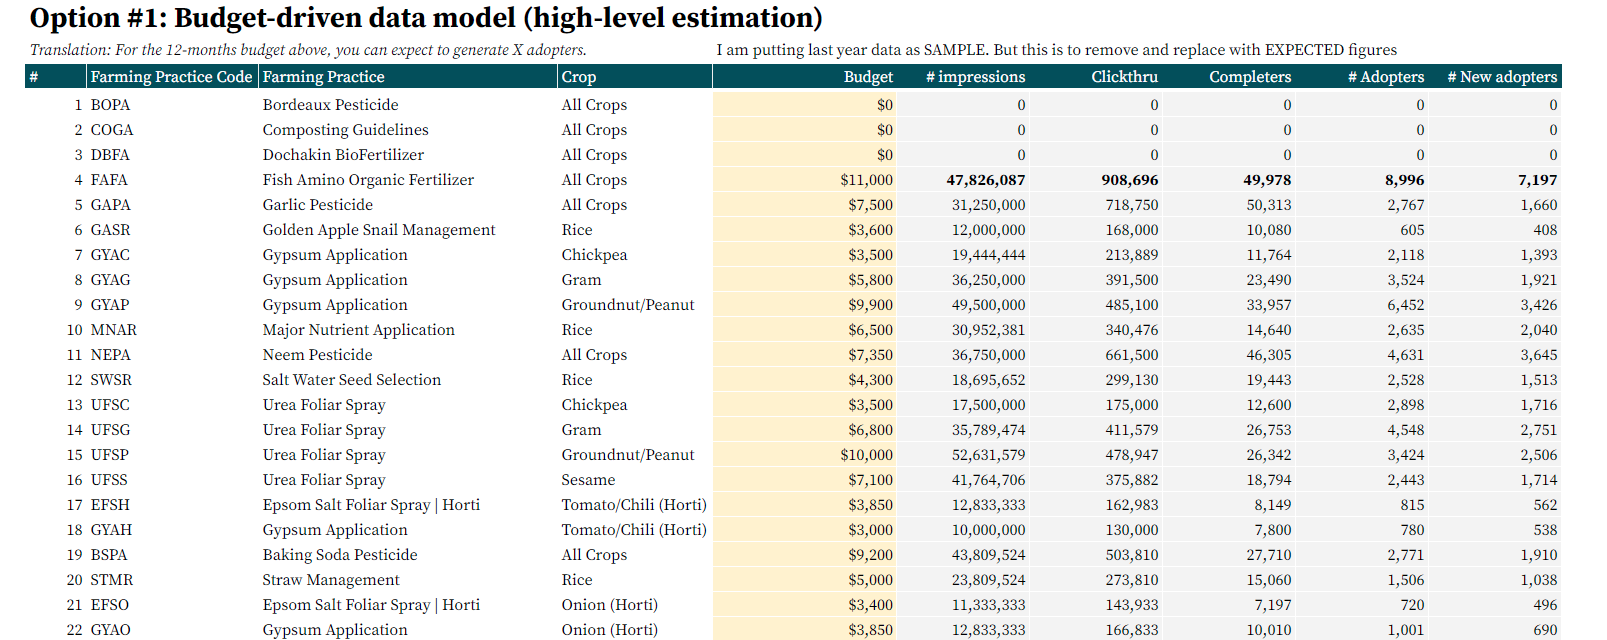 Option #1: Budget-driven data model (high-level estimation)
Translation: For the 12-months budget above, you can expect to generate X adopters. I am putting last year data as SAMPLE. But this is to remove and replace with EXPECTED figures
# Farming Practice Code Farming Practice Crop Budget # impressions Clickthru Completers # Adopters # New adopters
1 BOPA Bordeaux Pesticide All Crops $0 0 0 0 0 0
2 COGA Composting Guidelines All Crops $0 0 0 0 0 0
3 DBFA Dochakin BioFertilizer All Crops $0 0 0 0 0 0
4 FAFA Fish Amino Organic Fertilizer All Crops $11,000 47,826,087 908,696 49,978 8,996 7,197
5 GAPA Garlic Pesticide All Crops $7,500 31,250,000 718,750 50,313 2,767 1,660
6 GASR Golden Apple Snail Management Rice $3,600 12,000,000 168,000 10,080 605 408
7 GYAC Gypsum Application Chickpea $3,500 19,444,444 213,889 11,764 2,118 1,393
8 GYAG Gypsum Application Gram $5,800 36,250,000 391,500 23,490 3,524 1,921
9 GYAP Gypsum Application Groundnut/Peanut $9,900 49,500,000 485,100 33,957 6,452 3,426
10 MNAR Major Nutrient Application Rice $6,500 30,952,381 340,476 14,640 2,635 2,040
11 NEPA Neem Pesticide All Crops $7,350 36,750,000 661,500 46,305 4,631 3,645
12 SWSR Salt Water Seed Selection Rice $4,300 18,695,652 299,130 19,443 2,528 1,513
13 UFSC Urea Foliar Spray Chickpea $3,500 17,500,000 175,000 12,600 2,898 1,716
14 UFSG Urea Foliar Spray Gram $6,800 35,789,474 411,579 26,753 4,548 2,751
15 UFSP Urea Foliar Spray Groundnut/Peanut $10,000 52,631,579 478,947 26,342 3,424 2,506
16 UFSS Urea Foliar Spray Sesame $7,100 41,764,706 375,882 18,794 2,443 1,714
17 EFSH Epsom Salt Foliar Spray | Horti Tomato/Chili (Horti) $3,850 12,833,333 162,983 8,149 815 562
18 GYAH Gypsum Application Tomato/Chili (Horti) $3,000 10,000,000 130,000 7,800 780 538
19 BSPA Baking Soda Pesticide All Crops $9,200 43,809,524 503,810 27,710 2,771 1,910
20 STMR Straw Management Rice $5,000 23,809,524 273,810 15,060 1,506 1,038
21 EFSO Epsom Salt Foliar Spray | Horti Onion (Horti) $3,400 11,333,333 143,933 7,197 720 496
22 GYAO Gypsum Application Onion (Horti) $3,850 12,833,333 166,833 10,010 1,001 690